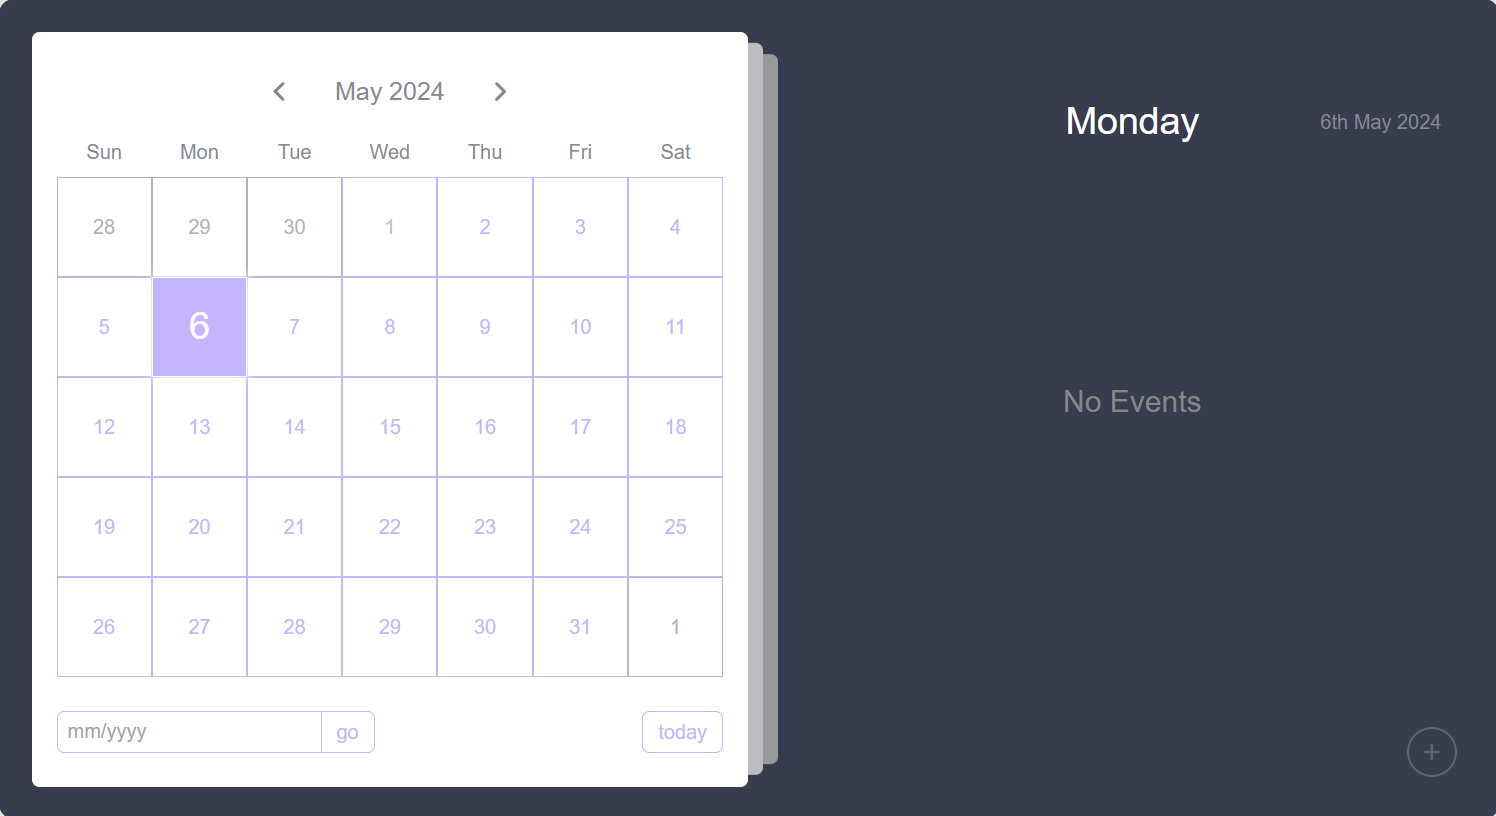 May 2024
Sun Mon Tue Wed Thu Fri Sat
28 29 30 1 2 3 4
5 6 7 8 9 10 11
12 13 14 15 16 17 18
19 20 21 22 23 24 25
26 27 28 29 30 31 1
mm/yyyy go today
Monday 6th May 2024
No Events
+